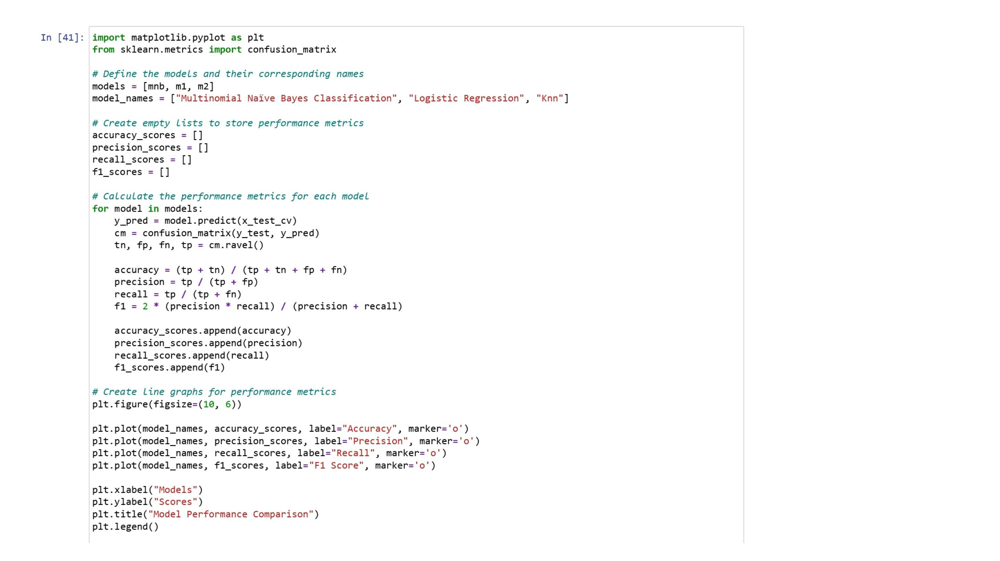 In [41]: import matplotlib.pyplot as plt
from sklearn.metrics import confusion_matrix
# Define the models and their corresponding names
models = [mnb, m1, m2]
model_names = ["Multinomial Naïve Bayes Classification", "Logistic Regression", "Knn"]
# Create empty lists to store performance metrics
accuracy_scores = []
precision_scores = []
recall_scores = []
f1_scores = []
# Calculate the performance metrics for each model
for model in models:
    y_pred = model.predict(x_test_cv)
    cm = confusion_matrix(y_test, y_pred)
    tn, fp, fn, tp = cm.ravel()
    accuracy = (tp + tn) / (tp + tn + fp + fn)
    precision = tp / (tp + fp)
    recall = tp / (tp + fn)
    f1 = 2 * (precision * recall) / (precision + recall)
    accuracy_scores.append(accuracy)
    precision_scores.append(precision)
    recall_scores.append(recall)
    f1_scores.append(f1)
# Create line graphs for performance metrics
plt.figure(figsize=(10, 6))
plt.plot(model_names, accuracy_scores, label="Accuracy", marker='o')
plt.plot(model_names, precision_scores, label="Precision", marker='o')
plt.plot(model_names, recall_scores, label="Recall", marker='o')
plt.plot(model_names, f1_scores, label="F1 Score", marker='o')
plt.xlabel("Models")
plt.ylabel("Scores")
plt.title("Model Performance Comparison")
plt.legend()